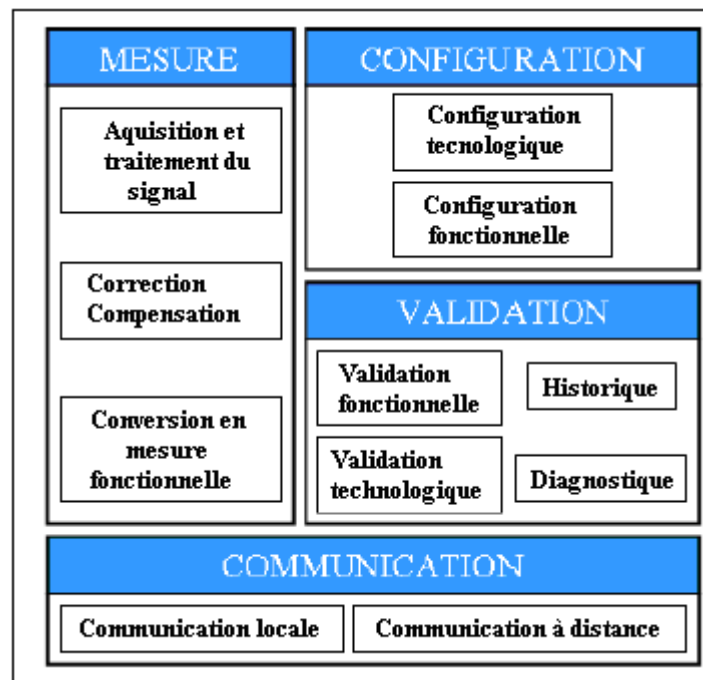 MESURE
Aquisition et
traitement du
signal
Correction
Compensation
Conversion en
mesure
fonctionnelle
CONFIGURATION
Configuration
tecnologique
Configuration
fonctionnelle
VALIDATION
Validation
fonctionnelle
Historique
Validation
technologique
Diagnostique
COMMUNICATION
Communication locale
Communication à distance